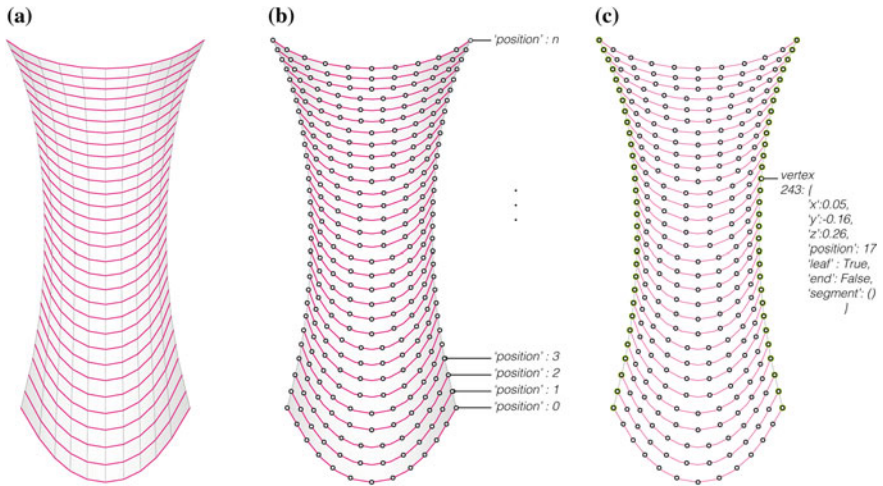 (a)
(b)
(c)
'position' : n
vertex
243: {
'x':0.05,
'y':-0.16,
'z':0.26,
'position': 17
'leaf' : True,
'end': False,
'segment': ()
}
'position' : 3
'position' : 2
'position' : 1
'position' : 0